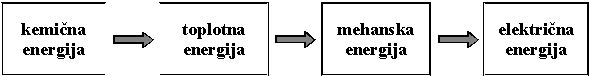 kemična
energija
toplotna
energija
mehanska
energija
električna
energija